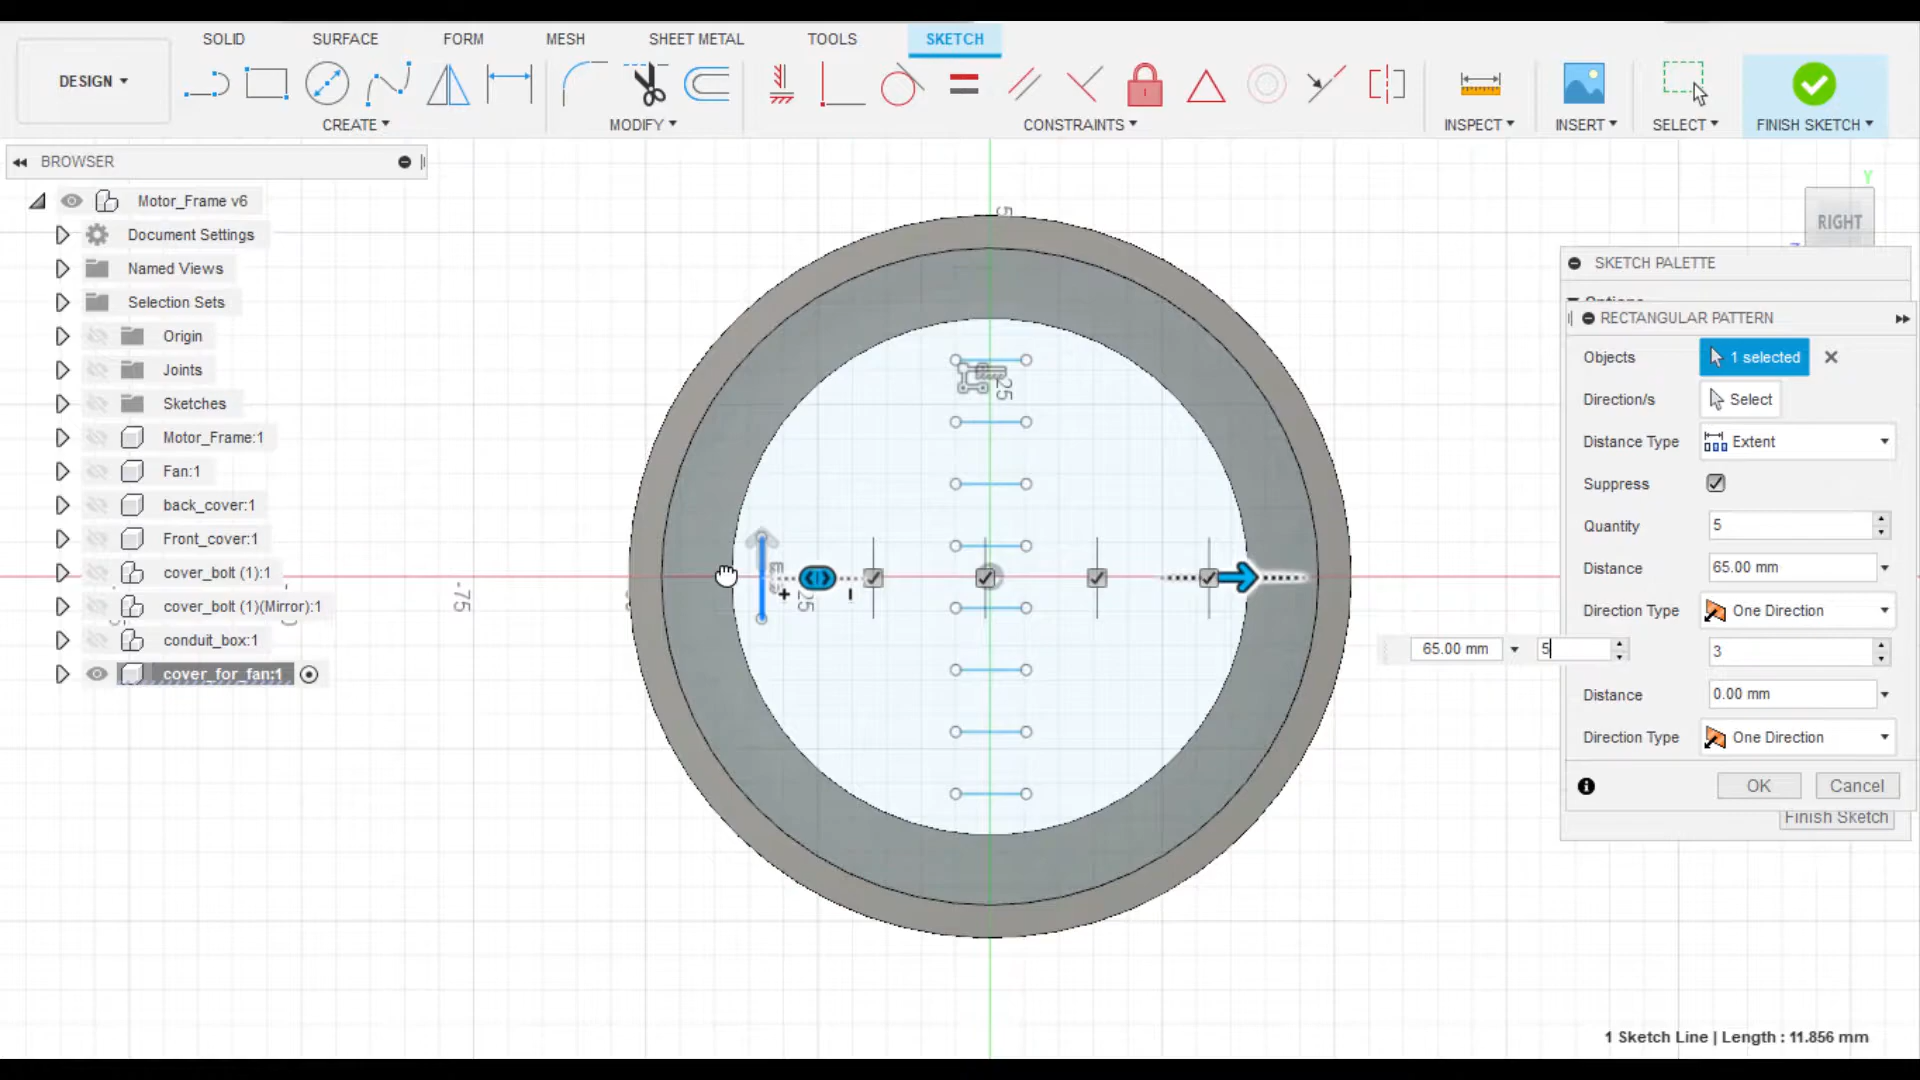 SOLID SURFACE FORM MESH SHEET METAL TOOLS SKETCH
DESIGN
CREATE MODIFY CONSTRAINTS INSPECT INSERT SELECT FINISH SKETCH
BROWSER
Motor_Frame v6
Document Settings
Named Views
Selection Sets
Origin
Joints
Sketches
Motor_Frame:1
Fan:1
back_cover:1
Front_cover:1
cover_bolt (1):1
cover_bolt (1)(Mirror):1
conduit_box:1
cover_for_fan:1
-75
25
25
Y
RIGHT
SKETCH PALETTE
Options
RECTANGULAR PATTERN
Objects 1 selected
Direction/s Select
Distance Type Extent
Suppress
Quantity 5
Distance 65.00 mm
Direction Type One Direction
65.00 mm 5
3
Distance 0.00 mm
Direction Type One Direction
OK Cancel
Finish Sketch
1 Sketch Line | Length : 11.856 mm